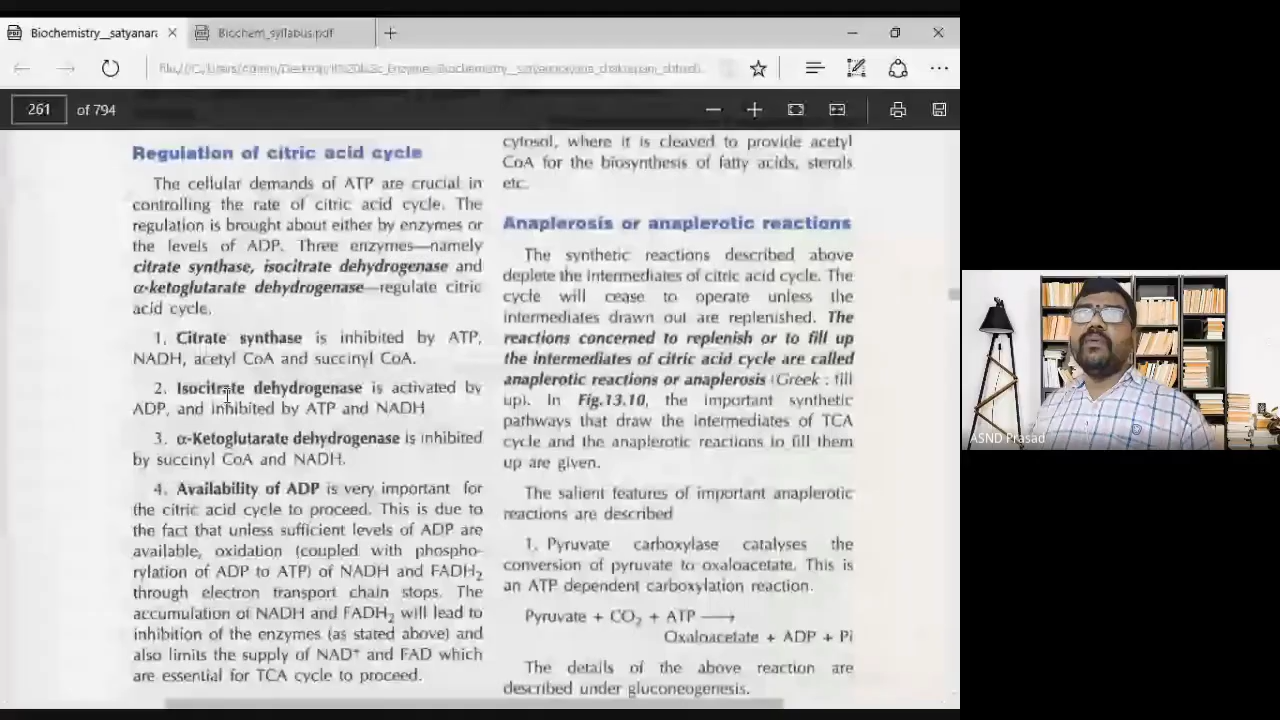 Biochemistry__satyanara
Biochem_syllabus.pdf
261 of 794
Regulation of citric acid cycle
The cellular demands of ATP are crucial in
controlling the rate of citric acid cycle. The
regulation is brought about either by enzymes or
the levels of ADP. Three enzymes—namely
citrate synthase, isocitrate dehydrogenase and
α-ketoglutarate dehydrogenase—regulate citric
acid cycle.
1. Citrate synthase is inhibited by ATP,
NADH, acetyl CoA and succinyl CoA.
2. Isocitrate dehydrogenase is activated by
ADP, and inhibited by ATP and NADH
3. α-Ketoglutarate dehydrogenase is inhibited
by succinyl CoA and NADH.
4. Availability of ADP is very important for
the citric acid cycle to proceed. This is due to
the fact that unless sufficient levels of ADP are
available, oxidation (coupled with phospho-
rylation of ADP to ATP) of NADH and FADH₂
through electron transport chain stops. The
accumulation of NADH and FADH₂ will lead to
inhibition of the enzymes (as stated above) and
also limits the supply of NAD⁺ and FAD which
are essential for TCA cycle to proceed.
cytosol, where it is cleaved to provide acetyl
CoA for the biosynthesis of fatty acids, sterols
etc.
Anaplerosis or anaplerotic reactions
The synthetic reactions described above
deplete the intermediates of citric acid cycle. The
cycle will cease to operate unless the
intermediates drawn out are replenished. The
reactions concerned to replenish or to fill up
the intermediates of citric acid cycle are called
anaplerotic reactions or anaplerosis (Greek : fill
up). In Fig.13.10, the important synthetic
pathways that draw the intermediates of TCA
cycle and the anaplerotic reactions to fill them
up are given.
The salient features of important anaplerotic
reactions are described
1. Pyruvate carboxylase catalyses the
conversion of pyruvate to oxaloacetate. This is
an ATP dependent carboxylation reaction.
Pyruvate + CO₂ + ATP ⟶
Oxaloacetate + ADP + Pi
The details of the above reaction are
described under gluconeogenesis.
ASND Prasad